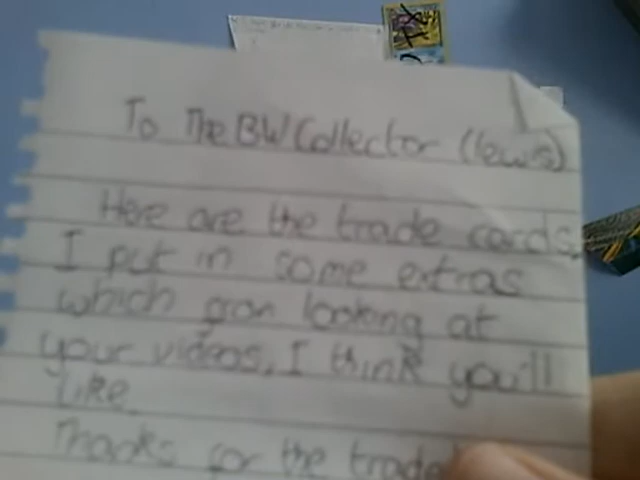 To The BW Collector (lewis)
Here are the trade cards.
I put in some extras
which gron looking at
your videos, I think you'll
like.
Thanks for the trade